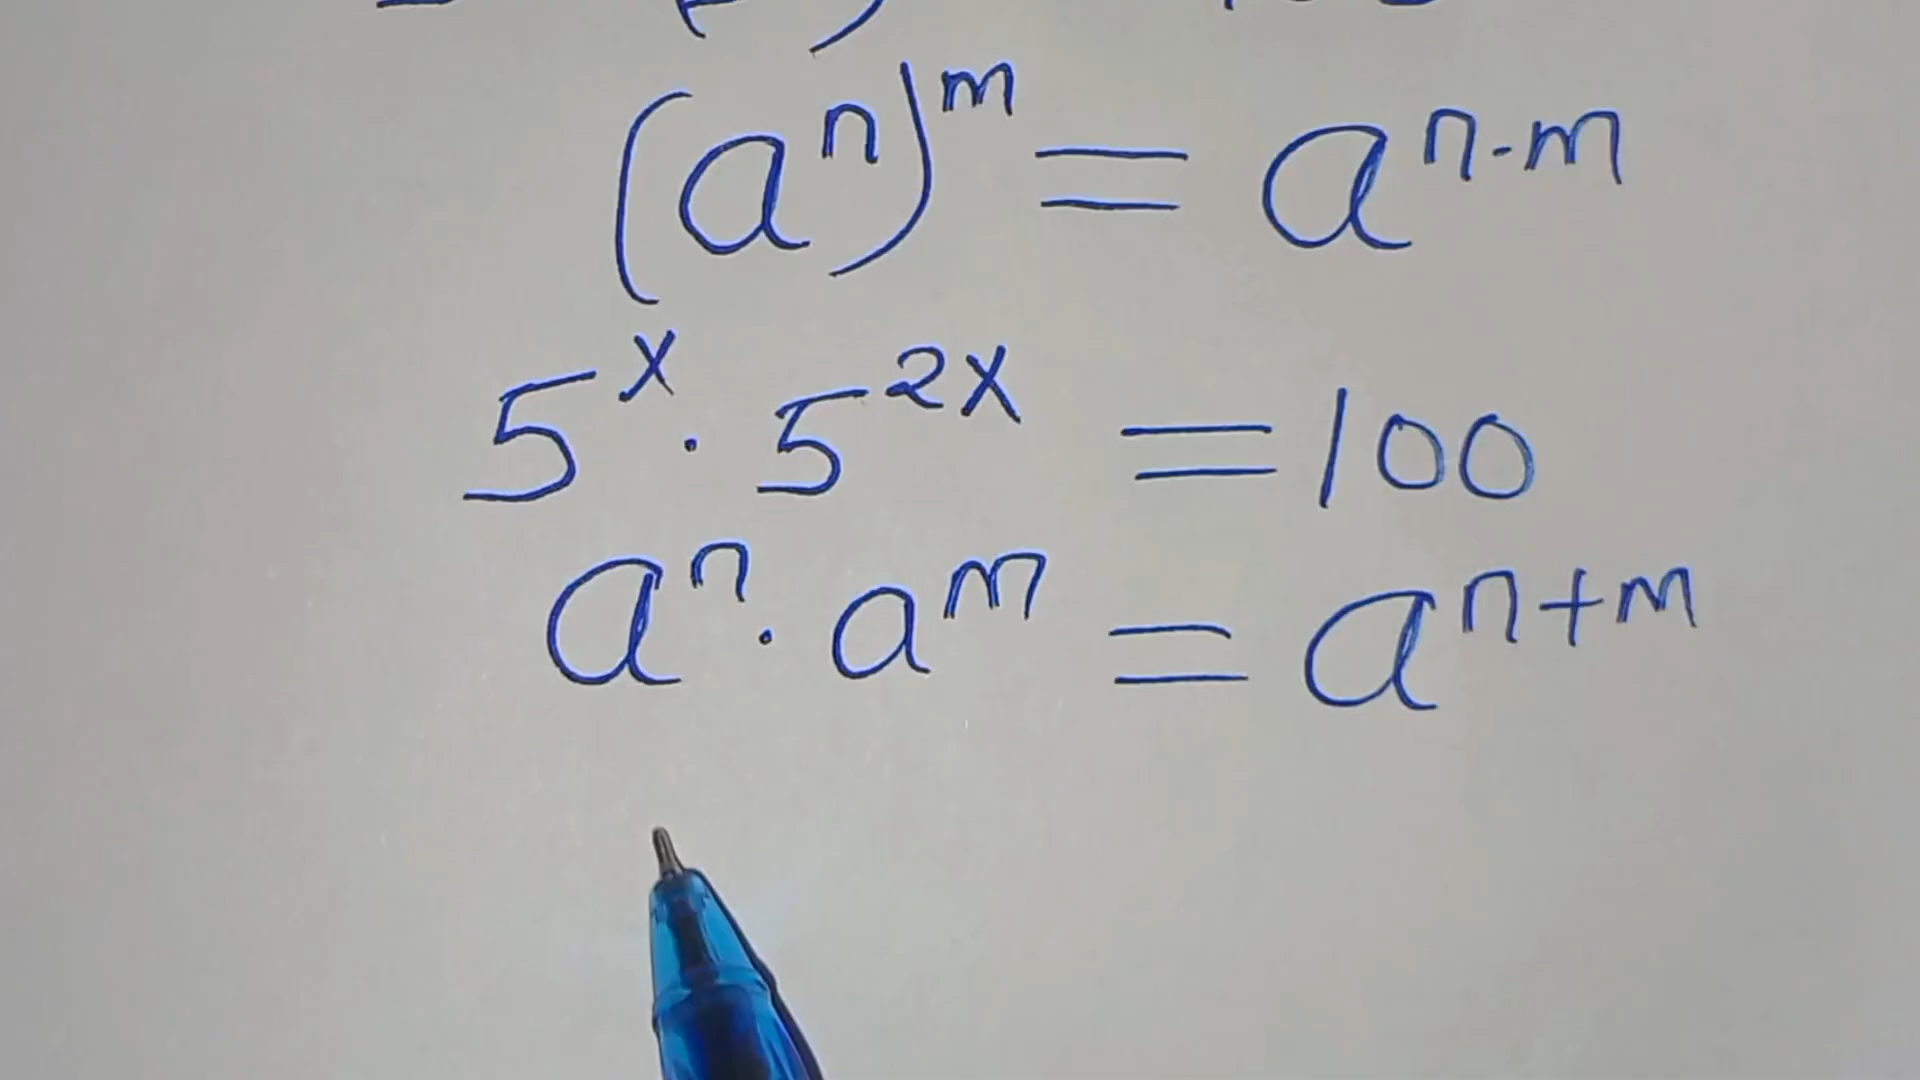 (aⁿ)ᵐ = aⁿ·ᵐ
5ˣ · 5²ˣ = 100
aⁿ · aᵐ = aⁿ⁺ᵐ